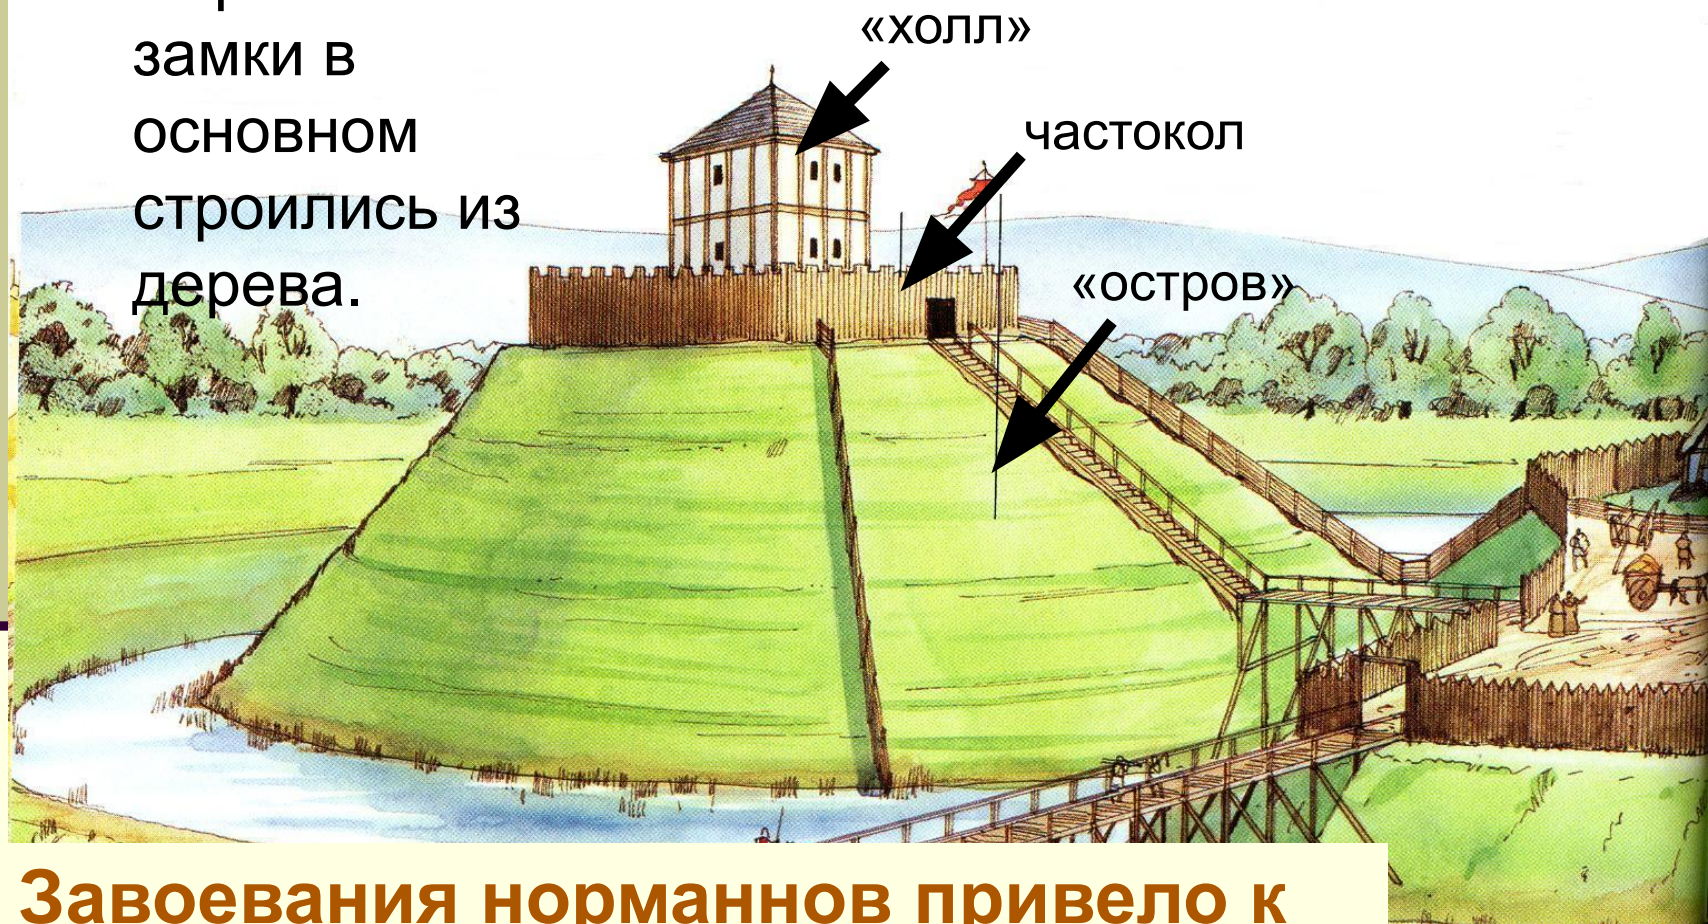 замки в
основном
строились из
дерева.
«холл»
частокол
«остров»
Завоевания норманнов привело к